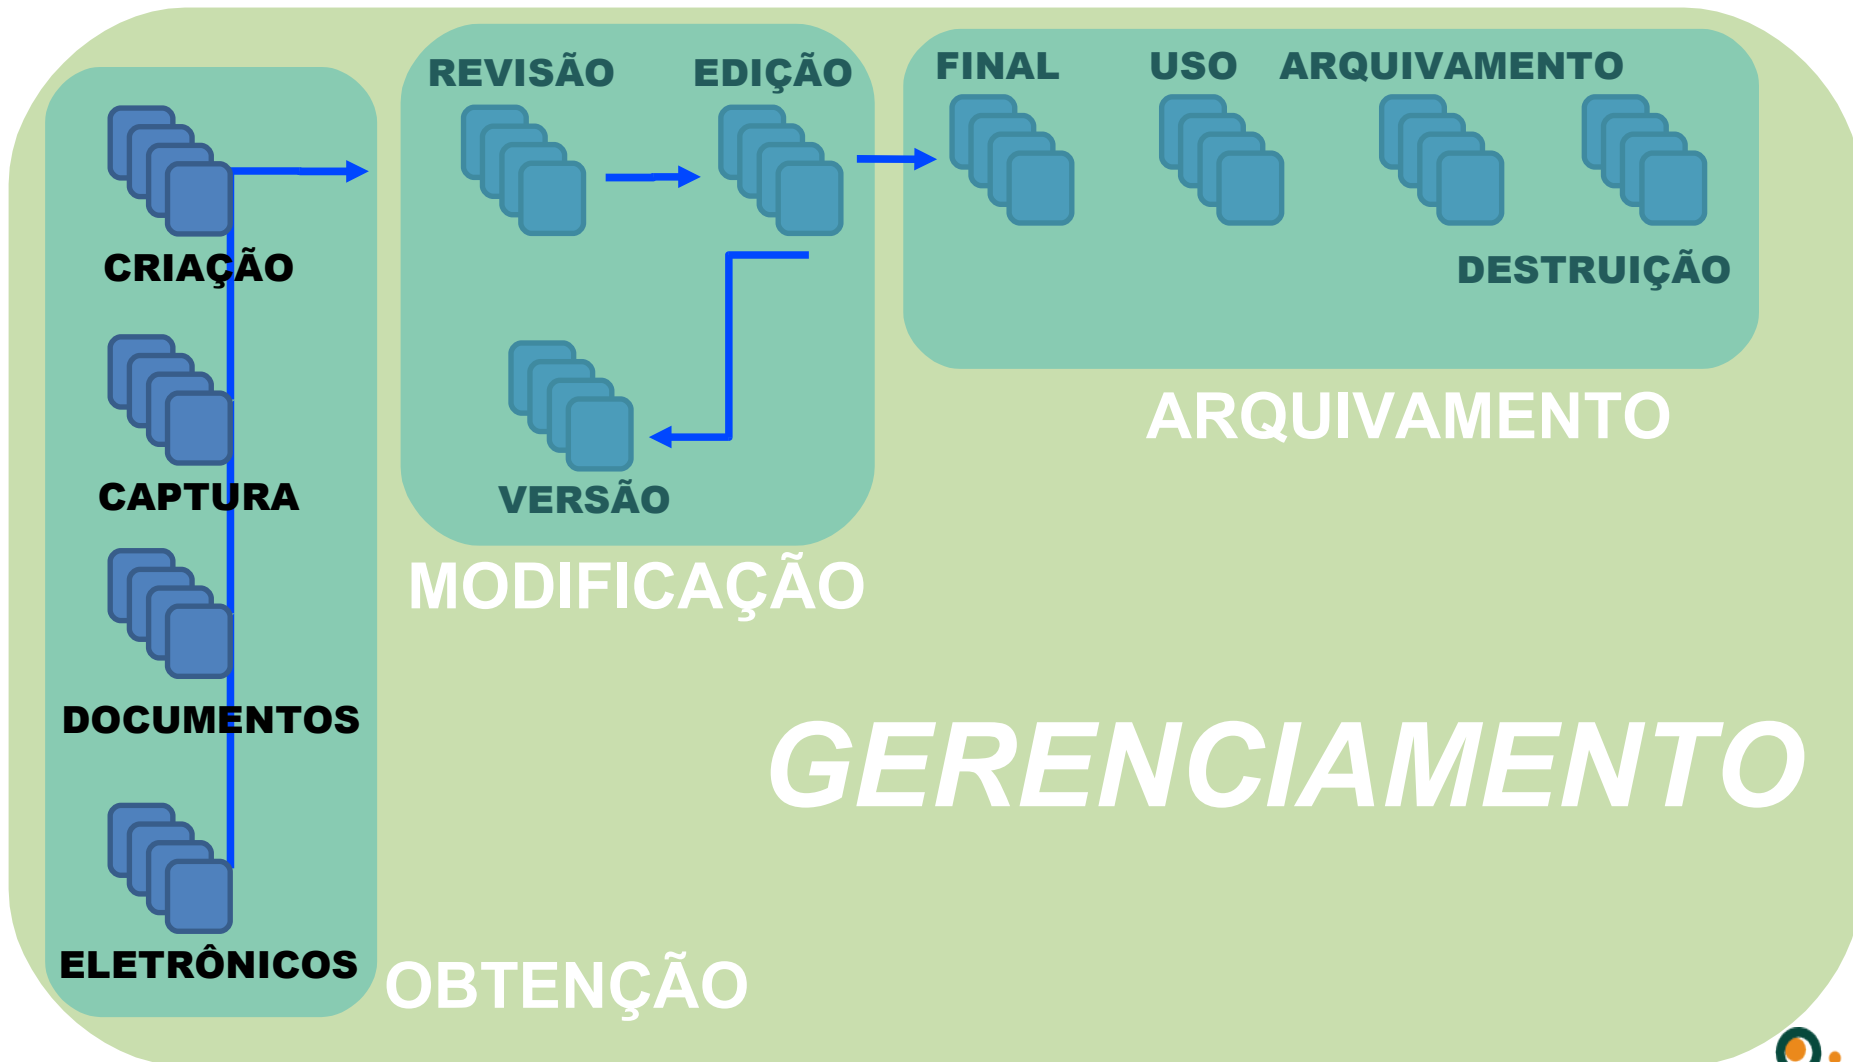 REVISÃO
EDIÇÃO
FINAL
USO
ARQUIVAMENTO
CRIAÇÃO
DESTRUIÇÃO
ARQUIVAMENTO
CAPTURA
VERSÃO
MODIFICAÇÃO
DOCUMENTOS
GERENCIAMENTO
ELETRÔNICOS
OBTENÇÃO